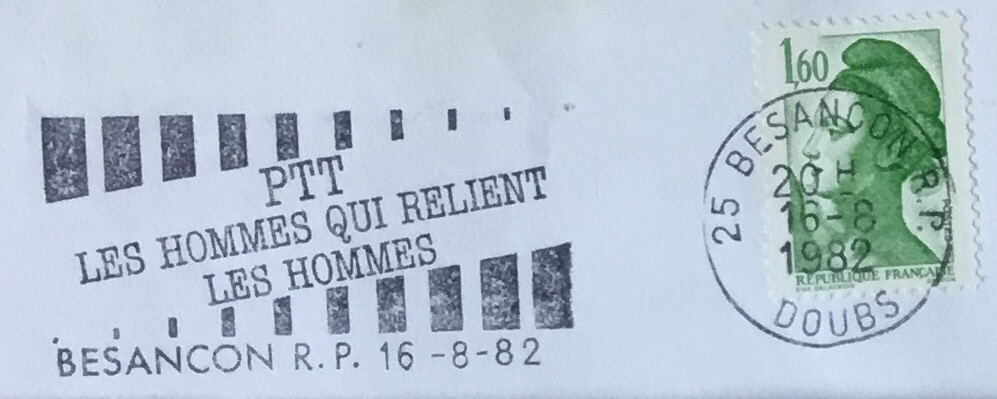 PTT
LES HOMMES QUI RELIENT
LES HOMMES
BESANCON R.P. 16 -8-82
1,60
25 BESANCON R.P.
20 H
16-8
1982
DOUBS
REPUBLIQUE FRANÇAISE